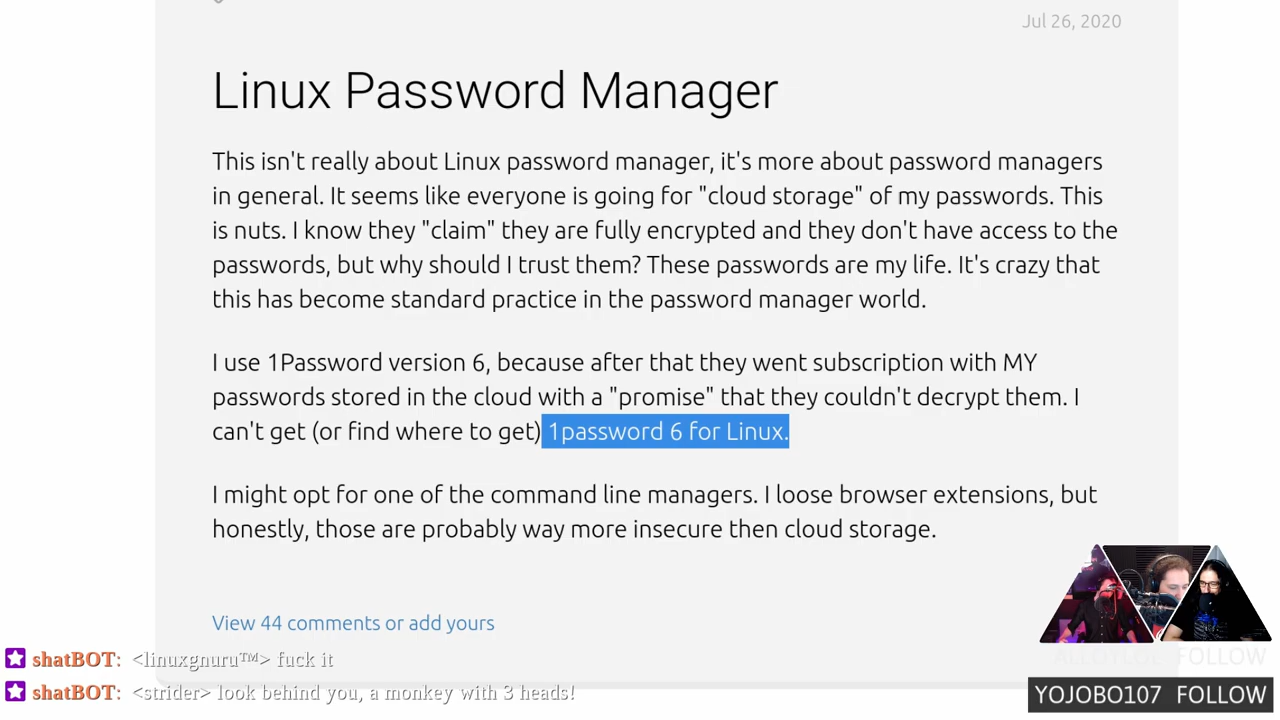 Jul 26, 2020
Linux Password Manager
This isn't really about Linux password manager, it's more about password managers
in general. It seems like everyone is going for "cloud storage" of my passwords. This
is nuts. I know they "claim" they are fully encrypted and they don't have access to the
passwords, but why should I trust them? These passwords are my life. It's crazy that
this has become standard practice in the password manager world.
I use 1Password version 6, because after that they went subscription with MY
passwords stored in the cloud with a "promise" that they couldn't decrypt them. I
can't get (or find where to get) 1password 6 for Linux.
I might opt for one of the command line managers. I loose browser extensions, but
honestly, those are probably way more insecure then cloud storage.
View 44 comments or add yours
shatBOT: <linuxgnuru™> fuck it
shatBOT: <strider> look behind you, a monkey with 3 heads!
FOLLOW
YOJOBO107 FOLLOW